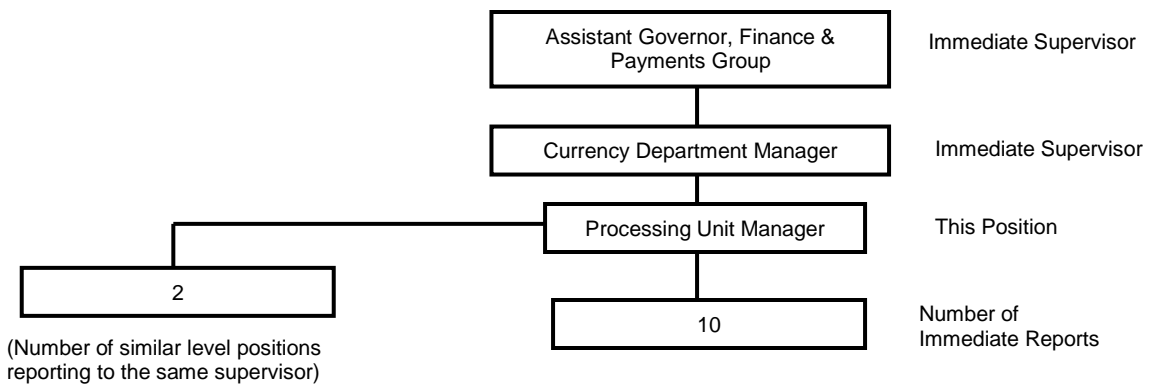 Assistant Governor, Finance &
Payments Group
Immediate Supervisor
Currency Department Manager
Immediate Supervisor
Processing Unit Manager
This Position
2
10
Number of
Immediate Reports
(Number of similar level positions
reporting to the same supervisor)